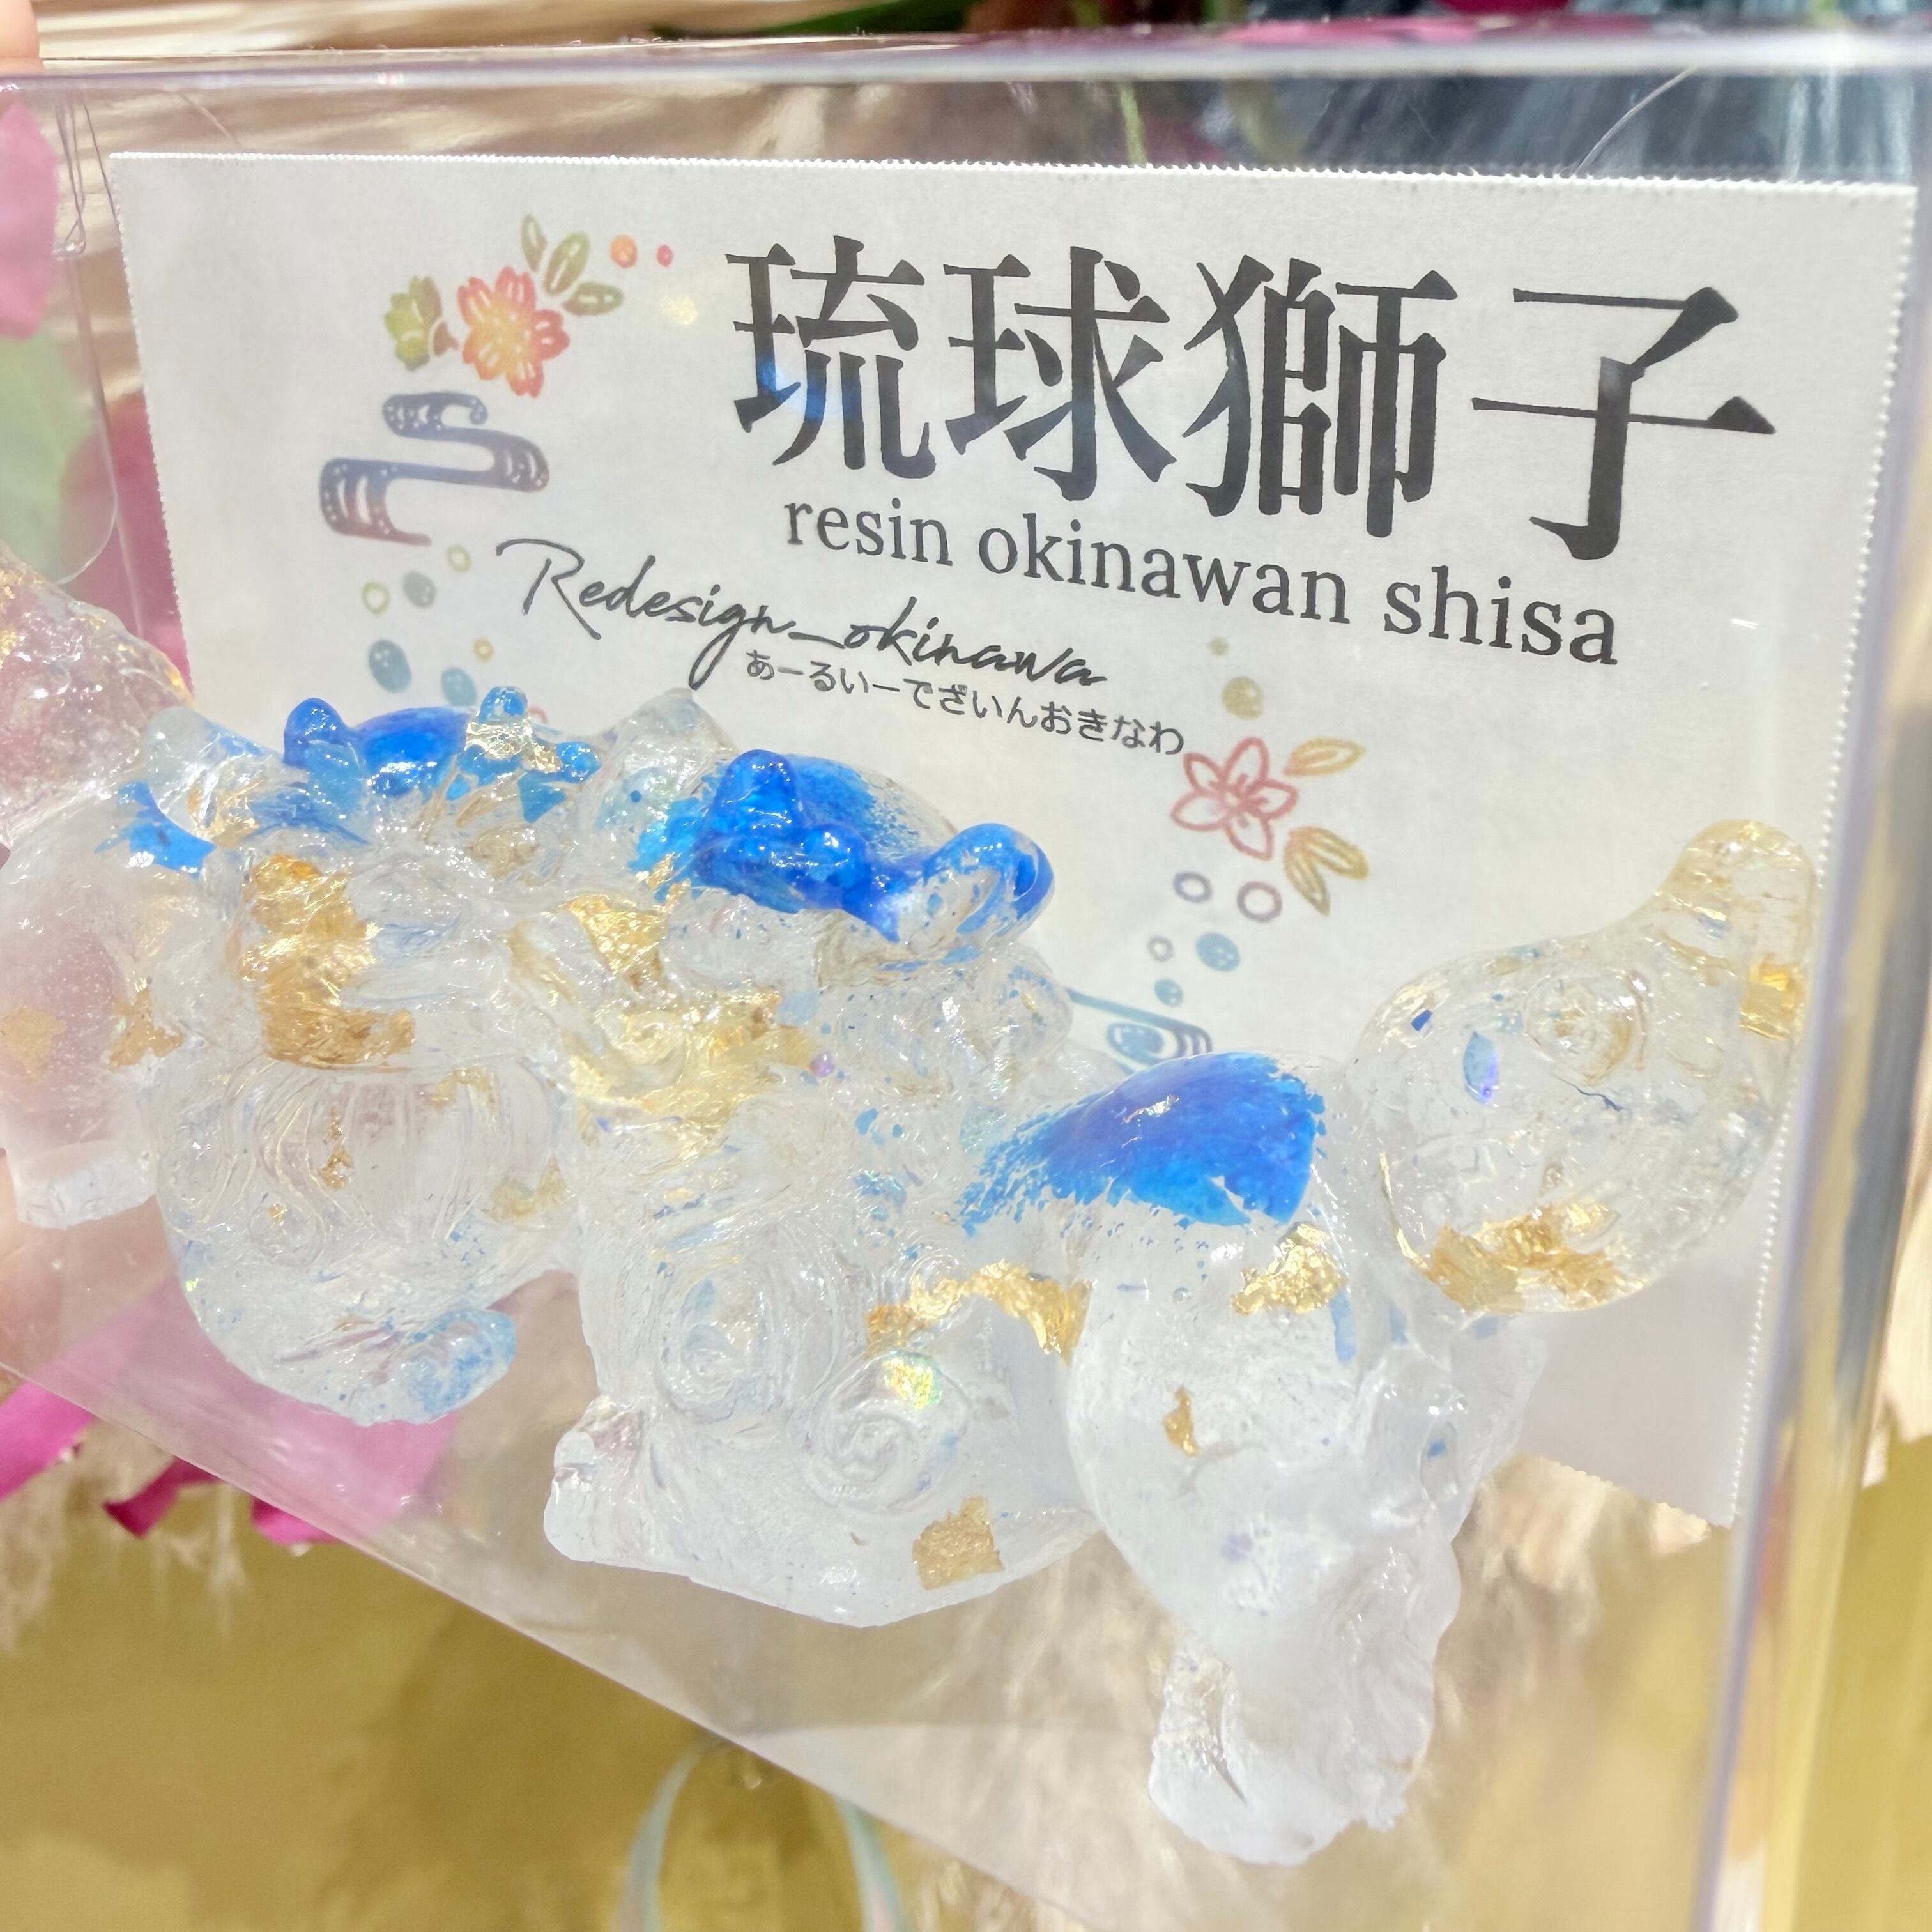 琉球獅子
resin okinawan shisa
Redesign_okinawa
あーるいーでざいんおきなわ